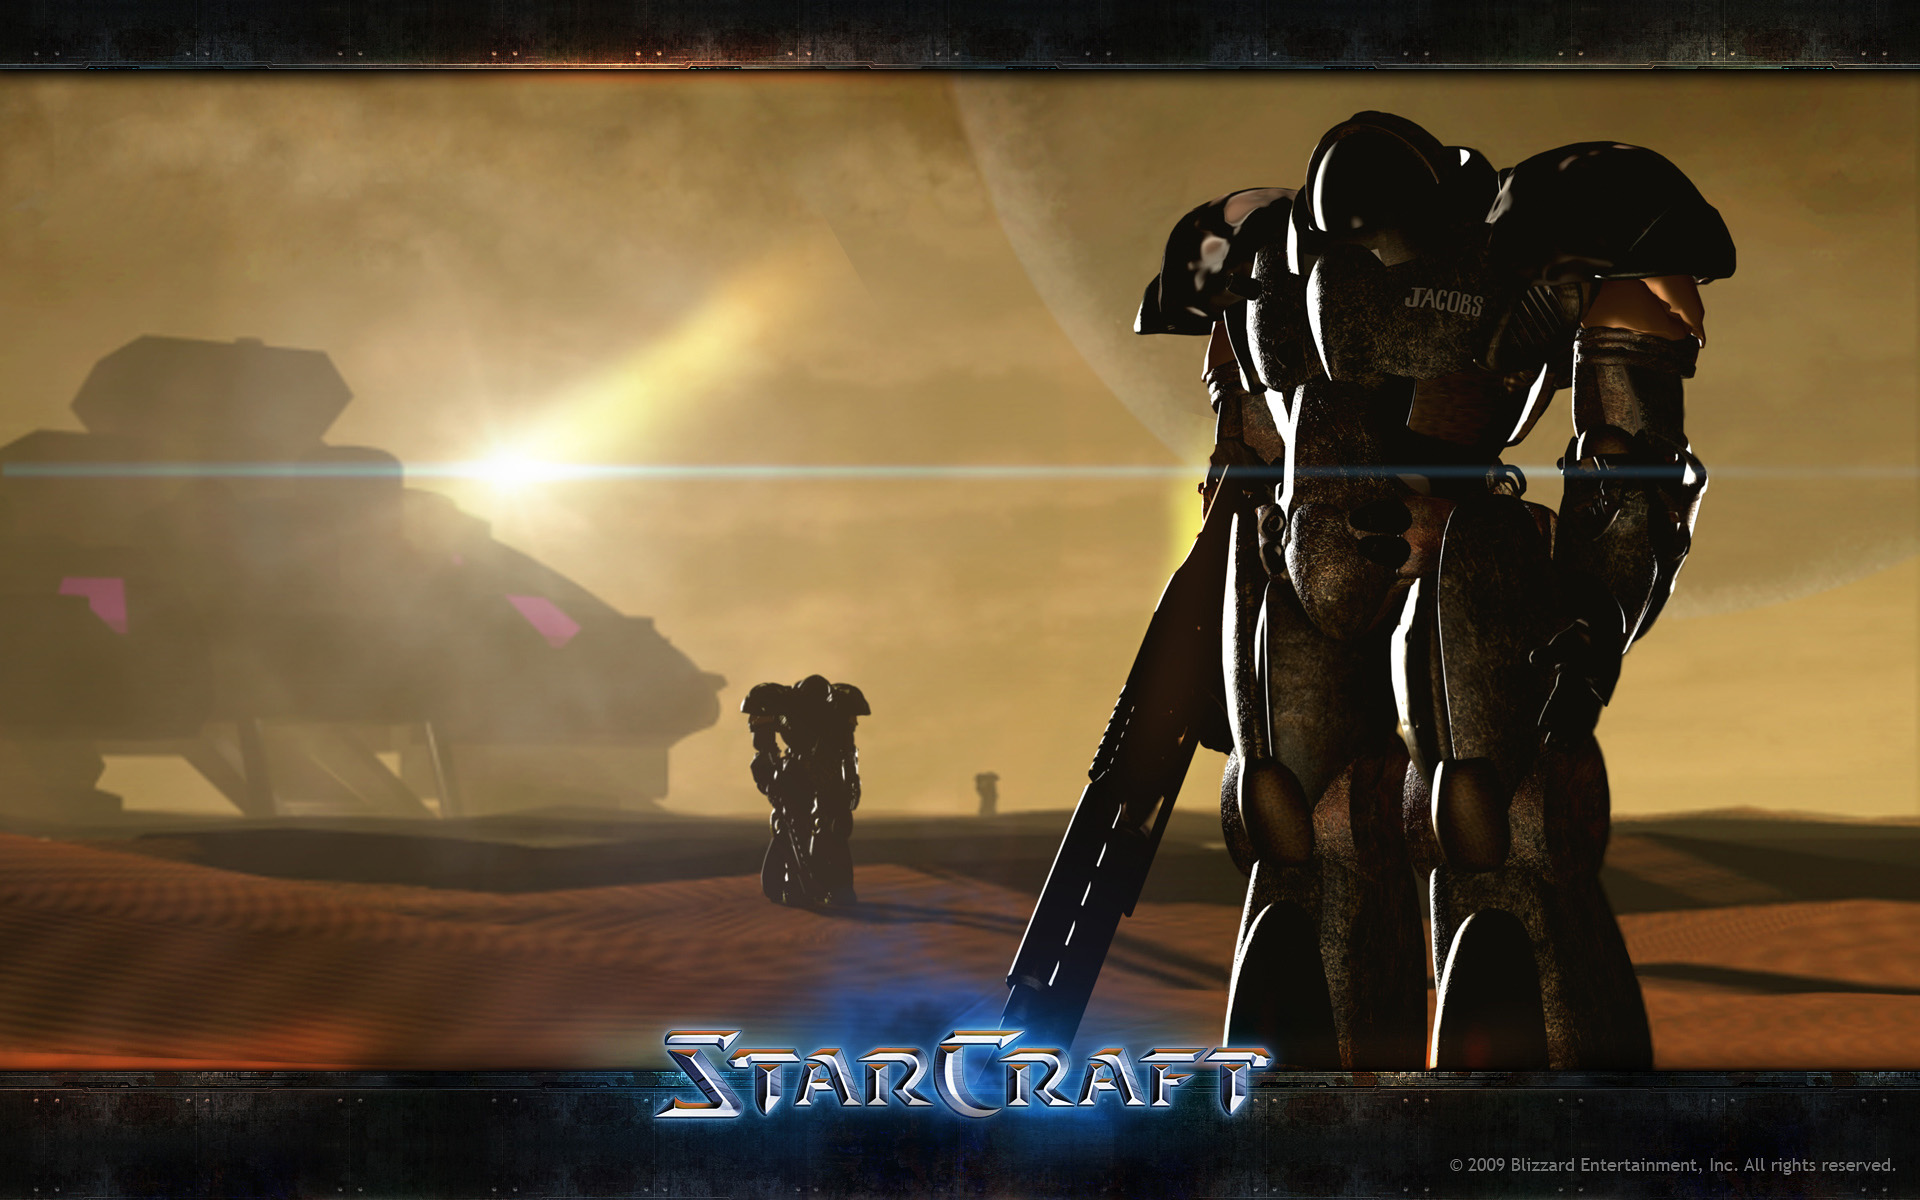 JACOBS
STARCRAFT
© 2009 Blizzard Entertainment, Inc. All rights reserved.